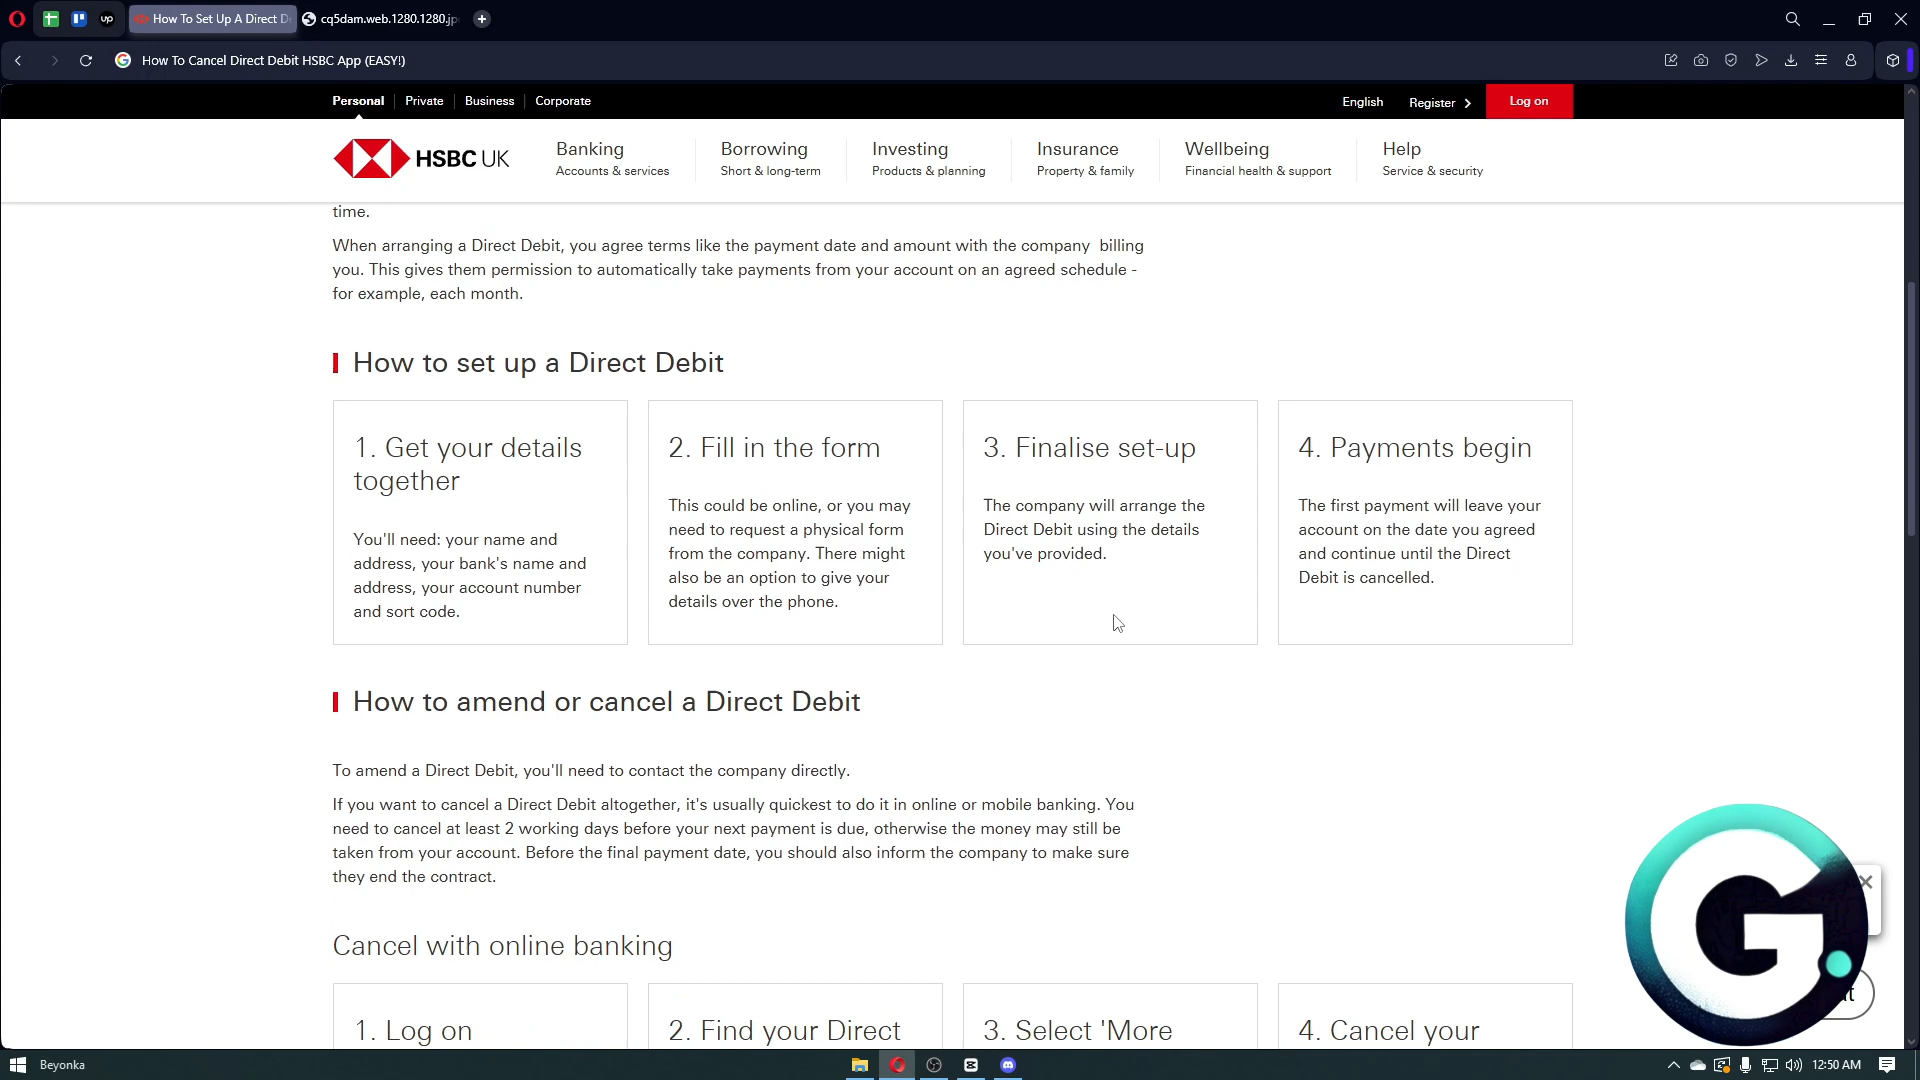 up
How To Set Up A Direct D
cq5dam.web.1280.1280.jp
How To Cancel Direct Debit HSBC App (EASY!)
Personal
Private
Business
Corporate
English
Register
Log on
HSBC UK
Banking
Accounts & services
Borrowing
Short & long-term
Investing
Products & planning
Insurance
Property & family
Wellbeing
Financial health & support
Help
Service & security
time.
When arranging a Direct Debit, you agree terms like the payment date and amount with the company billing
you. This gives them permission to automatically take payments from your account on an agreed schedule -
for example, each month.
How to set up a Direct Debit
1. Get your details
together
You'll need: your name and
address, your bank's name and
address, your account number
and sort code.
2. Fill in the form
This could be online, or you may
need to request a physical form
from the company. There might
also be an option to give your
details over the phone.
3. Finalise set-up
The company will arrange the
Direct Debit using the details
you've provided.
4. Payments begin
The first payment will leave your
account on the date you agreed
and continue until the Direct
Debit is cancelled.
How to amend or cancel a Direct Debit
To amend a Direct Debit, you'll need to contact the company directly.
If you want to cancel a Direct Debit altogether, it's usually quickest to do it in online or mobile banking. You
need to cancel at least 2 working days before your next payment is due, otherwise the money may still be
taken from your account. Before the final payment date, you should also inform the company to make sure
they end the contract.
Cancel with online banking
1. Log on
2. Find your Direct
3. Select 'More
4. Cancel your
G
Beyonka
12:50 AM